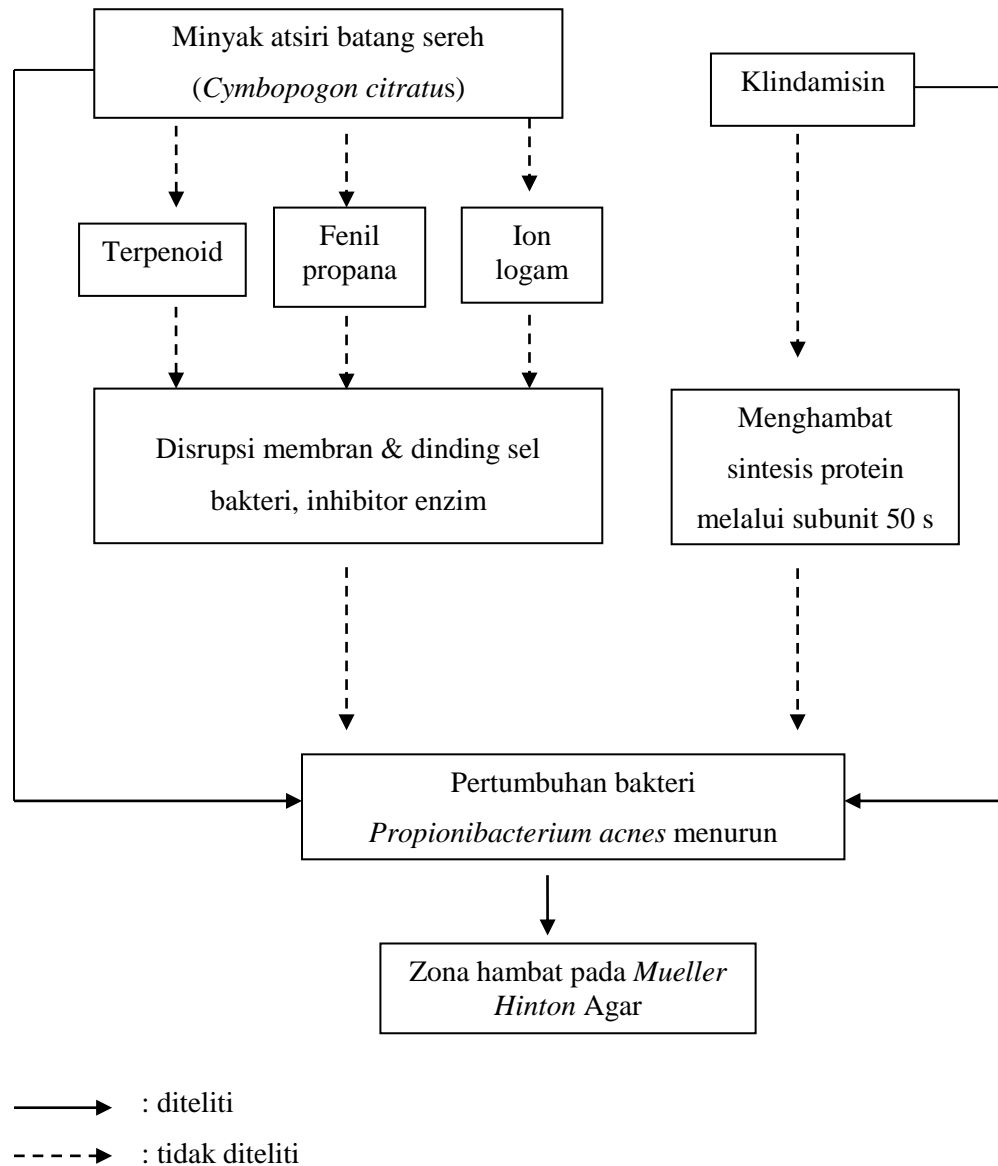 Minyak atsiri batang sereh
(Cymbopogon citratus)
Klindamisin
Terpenoid
Fenil
propana
Ion
logam
Disrupsi membran & dinding sel
bakteri, inhibitor enzim
Menghambat
sintesis protein
melalui subunit 50 s
Pertumbuhan bakteri
Propionibacterium acnes menurun
Zona hambat pada Mueller
Hinton Agar
: diteliti
: tidak diteliti